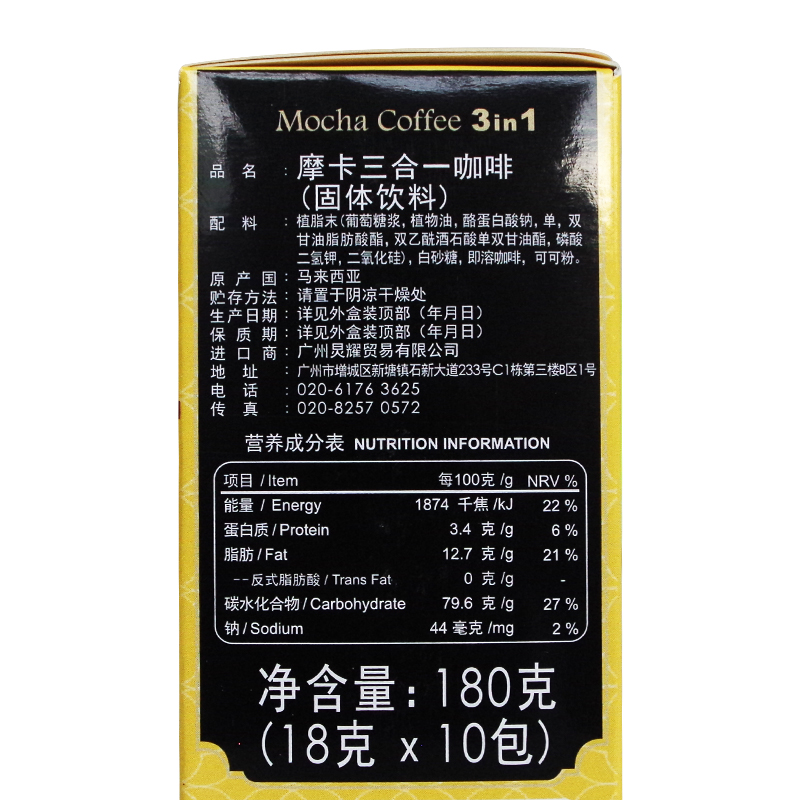 Mocha Coffee 3in1
品 名 : 摩卡三合一咖啡
(固体饮料)
配 料 : 植脂末(葡萄糖浆, 植物油, 酪蛋白酸钠, 单, 双
甘油脂肪酸酯, 双乙酰酒石酸单双甘油酯, 磷酸
二氢钾, 二氧化硅), 白砂糖, 即溶咖啡, 可可粉。
原 产 国 : 马来西亚
贮存方法 : 请置于阴凉干燥处
生产日期 : 详见外盒装顶部 (年月日)
保 质 期 : 详见外盒装顶部 (年月日)
进 口 商 : 广州炅耀贸易有限公司
地 址 : 广州市增城区新塘镇石新大道233号C1栋第三楼B区1号
电 话 : 020-6176 3625
传 真 : 020-8257 0572
营养成分表 NUTRITION INFORMATION
项目 / Item 每100克 /g NRV %
能量 / Energy 1874 千焦 /kJ 22 %
蛋白质 / Protein 3.4 克 /g 6 %
脂肪 / Fat 12.7 克 /g 21 %
--反式脂肪酸 / Trans Fat 0 克 /g -
碳水化合物 / Carbohydrate 79.6 克 /g 27 %
钠 / Sodium 44 毫克 /mg 2 %
净含量: 180克
(18克 x 10包)